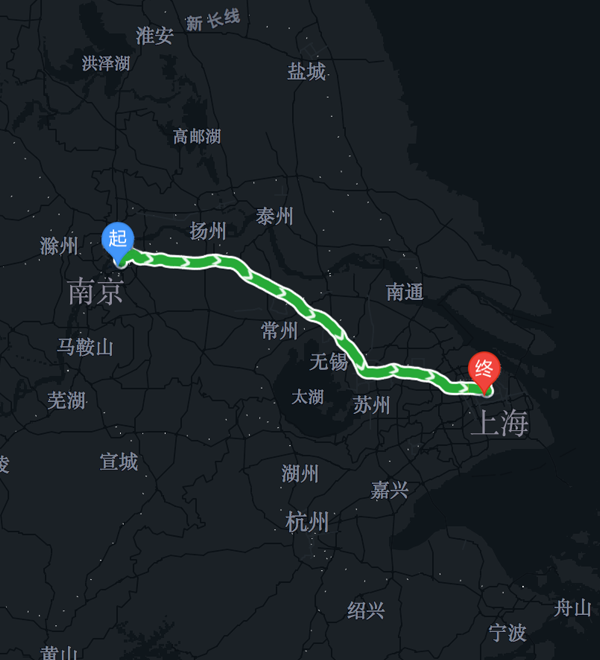 新长线
淮安
洪泽湖
盐城
高邮湖
泰州
扬州
起
滁州
南京
南通
常州
马鞍山
无锡
终
太湖
芜湖
苏州
上海
宣城
湖州
嘉兴
杭州
绍兴
舟山
宁波
黄山